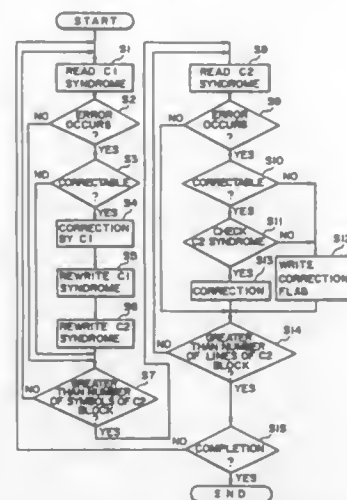 START
S1
READ C1
SYNDROME
S2
NO
ERROR
OCCURS
?
YES
S3
NO
CORRECTABLE
?
YES
S4
CORRECTION
BY C1
S5
REWRITE C1
SYNDROME
S6
REWRITE C2
SYNDROME
S7
NO
GREATER
THAN NUMBER
OF SYMBOLS OF C2
BLOCK
?
YES
S8
READ C2
SYNDROME
S9
NO
ERROR
OCCURS
?
YES
S10
CORRECTABLE
NO
?
YES
S11
CHECK
C2 SYNDROME
NO
?
YES
S12
WRITE
CORRECTION
FLAG
S13
CORRECTION
S14
NO
GREATER
THAN NUMBER
OF LINES OF C2
BLOCK
?
YES
S15
NO
COMPLETION
?
YES
END